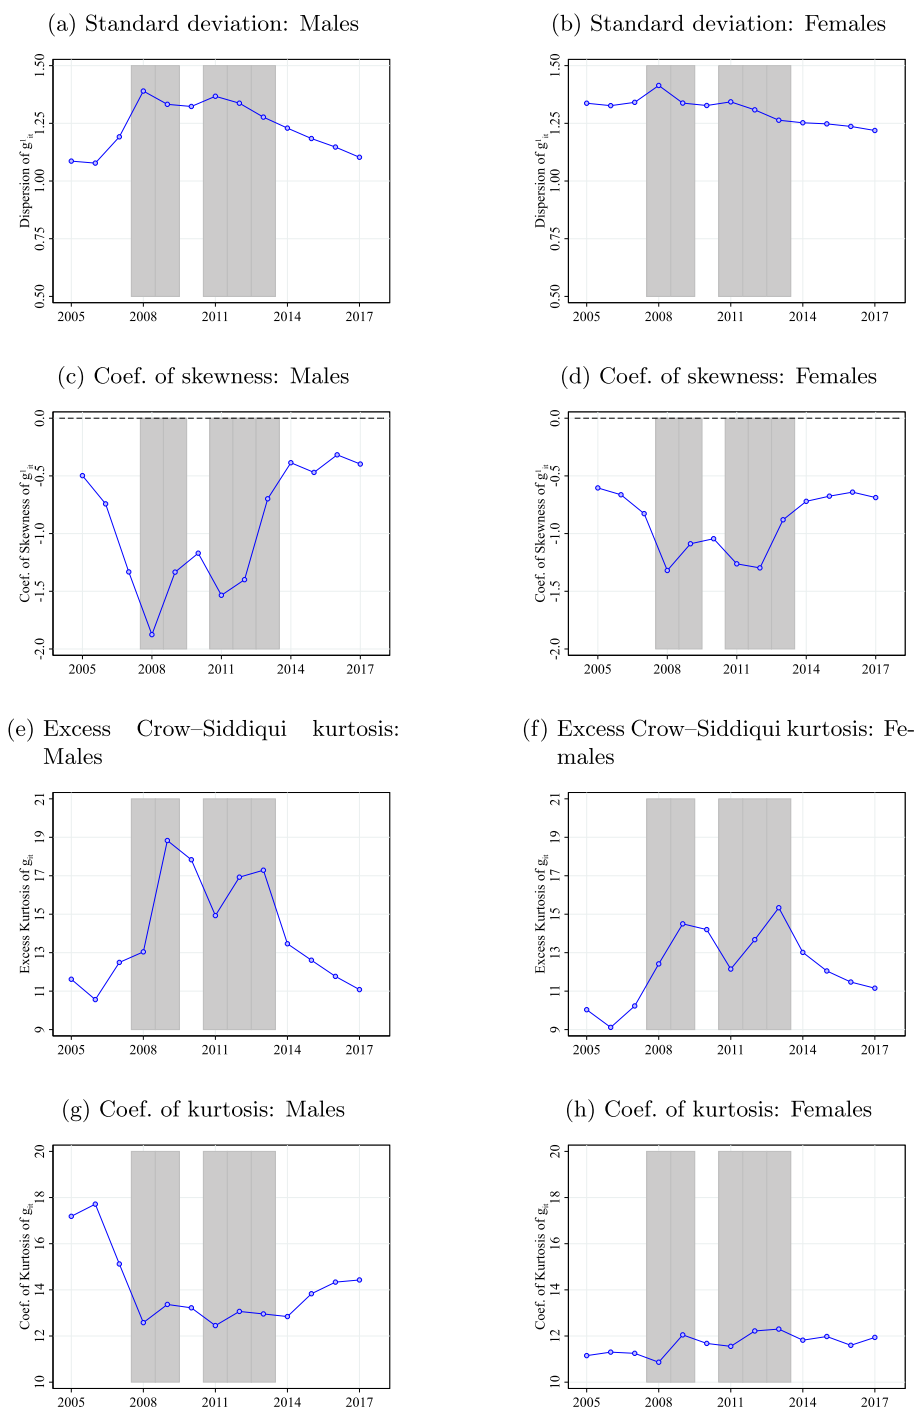 (a) Standard deviation: Males
Dispersion of g¹ᵢₜ
1.50
1.25
1.00
0.75
0.50
2005 2008 2011 2014 2017
(b) Standard deviation: Females
Dispersion of g¹ᵢₜ
1.50
1.25
1.00
0.75
0.50
2005 2008 2011 2014 2017
(c) Coef. of skewness: Males
Coef. of Skewness of g¹ᵢₜ
0.0
-0.5
-1.0
-1.5
-2.0
2005 2008 2011 2014 2017
(d) Coef. of skewness: Females
Coef. of Skewness of g¹ᵢₜ
0.0
-0.5
-1.0
-1.5
-2.0
2005 2008 2011 2014 2017
(e) Excess Crow–Siddiqui kurtosis:
Males
Excess Kurtosis of gᵢₜ
21
19
17
15
13
11
9
2005 2008 2011 2014 2017
(f) Excess Crow–Siddiqui kurtosis: Fe-
males
Excess Kurtosis of gᵢₜ
21
19
17
15
13
11
9
2005 2008 2011 2014 2017
(g) Coef. of kurtosis: Males
Coef. of Kurtosis of gᵢₜ
20
18
16
14
12
10
2005 2008 2011 2014 2017
(h) Coef. of kurtosis: Females
Coef. of Kurtosis of gᵢₜ
20
18
16
14
12
10
2005 2008 2011 2014 2017